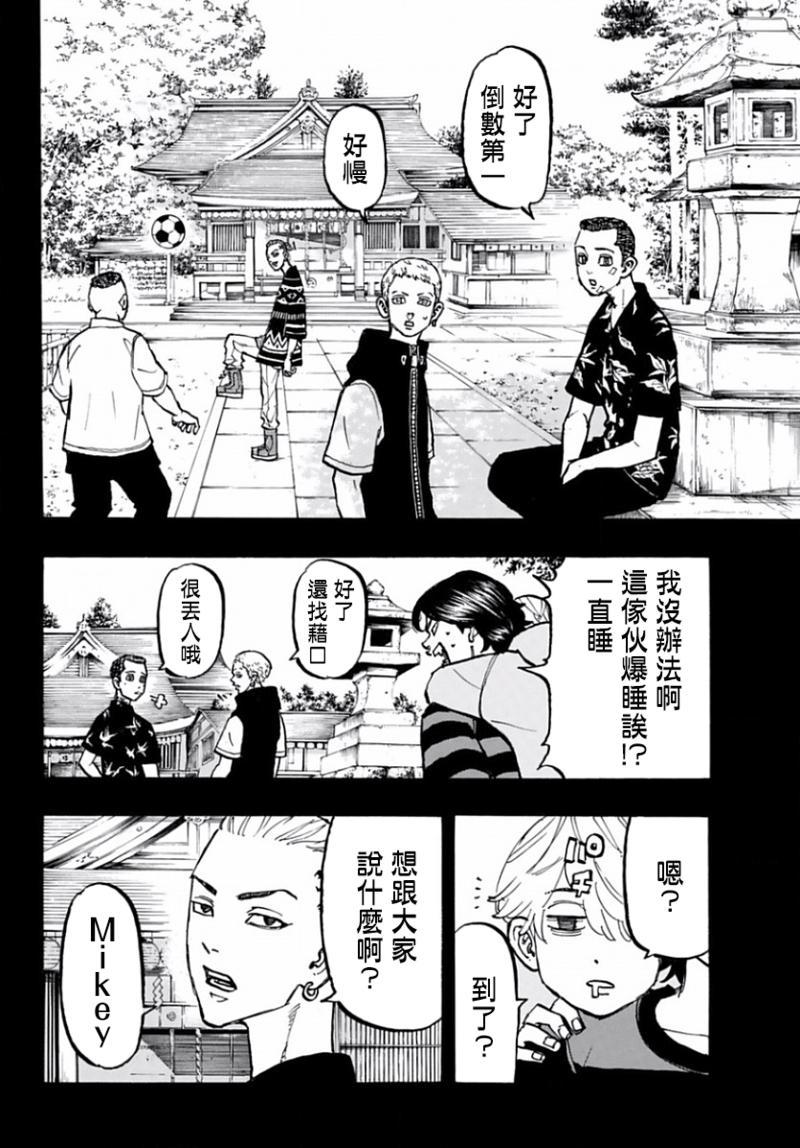 好了
倒數第一
好慢
我沒辦法啊
這傢伙爆睡誒!?
一直睡
好了
還找藉口
很丟人哦
嗯?
パチ
到了?
想跟大家
說什麼啊?
Mikey